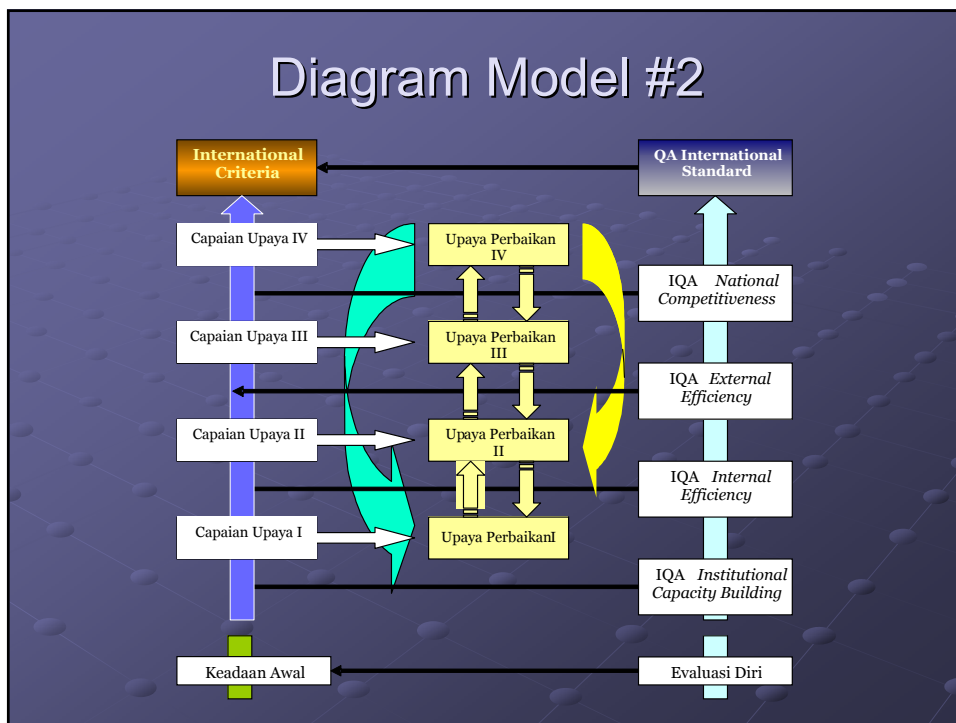 Diagram Model #2
International
Criteria
QA International
Standard
Capaian Upaya IV
Upaya Perbaikan
IV
IQA National
Competitiveness
Capaian Upaya III
Upaya Perbaikan
III
IQA External
Efficiency
Capaian Upaya II
Upaya Perbaikan
II
IQA Internal
Efficiency
Capaian Upaya I
Upaya PerbaikanI
IQA Institutional
Capacity Building
Keadaan Awal
Evaluasi Diri